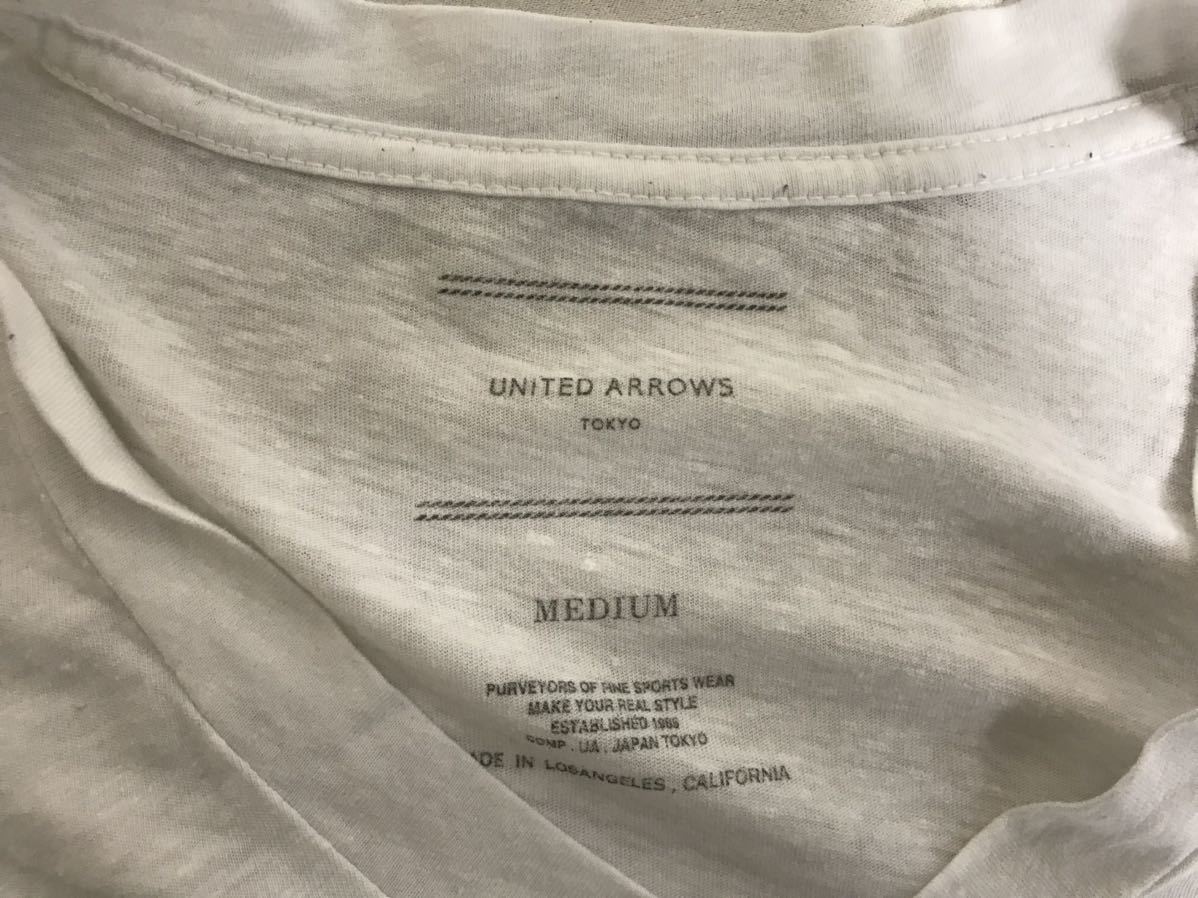 UNITED ARROWS
TOKYO
MEDIUM
PURVEYORS OF FINE SPORTS WEAR
MAKE YOUR REAL STYLE
ESTABLISHED
COMP . UA . JAPAN TOKYO
ADE IN LOSANGELES , CALIFORNIA